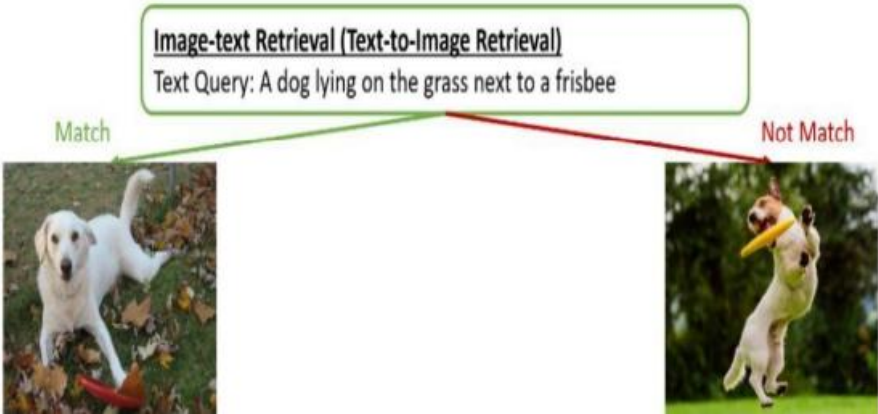 Image-text Retrieval (Text-to-Image Retrieval)
Text Query: A dog lying on the grass next to a frisbee
Match
Not Match